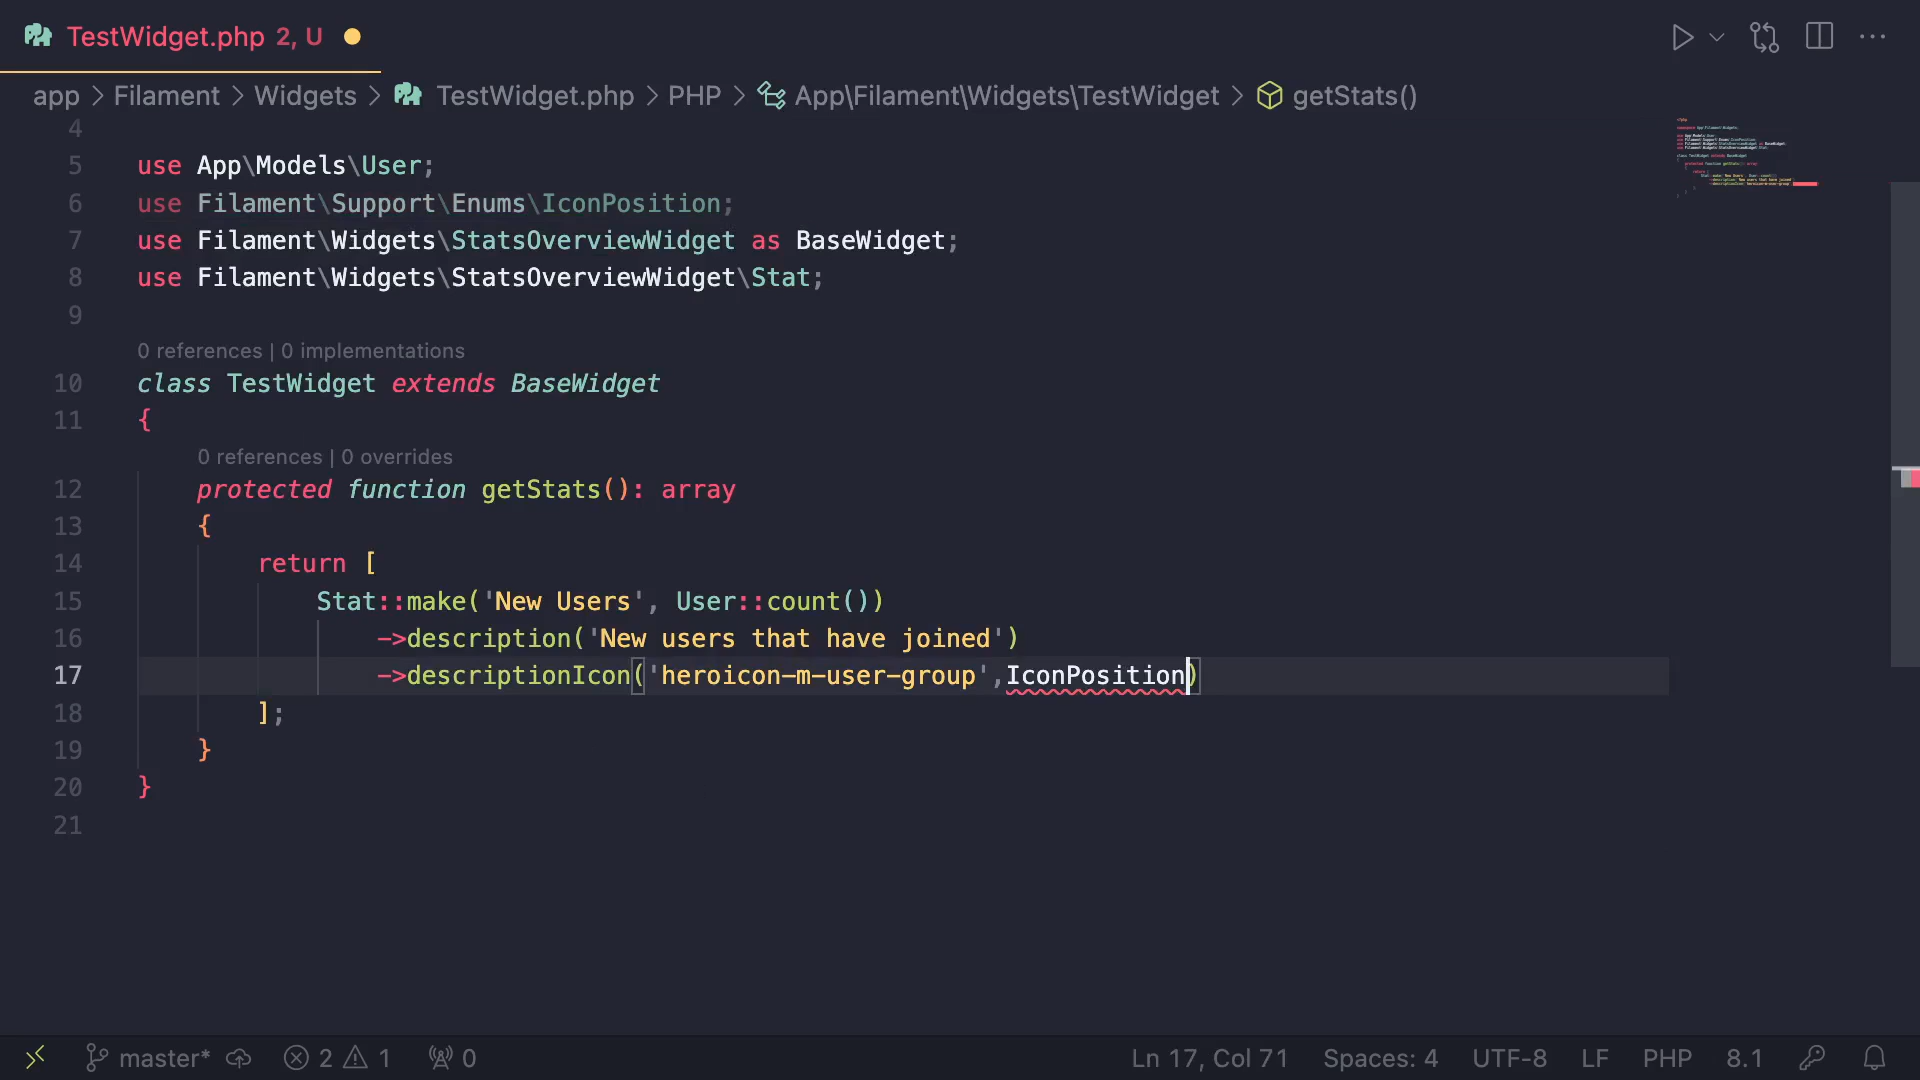 TestWidget.php 2, U
app > Filament > Widgets > TestWidget.php > PHP > App\Filament\Widgets\TestWidget > getStats()
4
5 use App\Models\User;
6 use Filament\Support\Enums\IconPosition;
7 use Filament\Widgets\StatsOverviewWidget as BaseWidget;
8 use Filament\Widgets\StatsOverviewWidget\Stat;
9
0 references | 0 implementations
10 class TestWidget extends BaseWidget
11 {
0 references | 0 overrides
12 protected function getStats(): array
13 {
14 return [
15 Stat::make('New Users', User::count())
16 ->description('New users that have joined')
17 ->descriptionIcon('heroicon-m-user-group',IconPosition)
18 ];
19 }
20 }
21
master* 2 1 0 Ln 17, Col 71 Spaces: 4 UTF-8 LF PHP 8.1